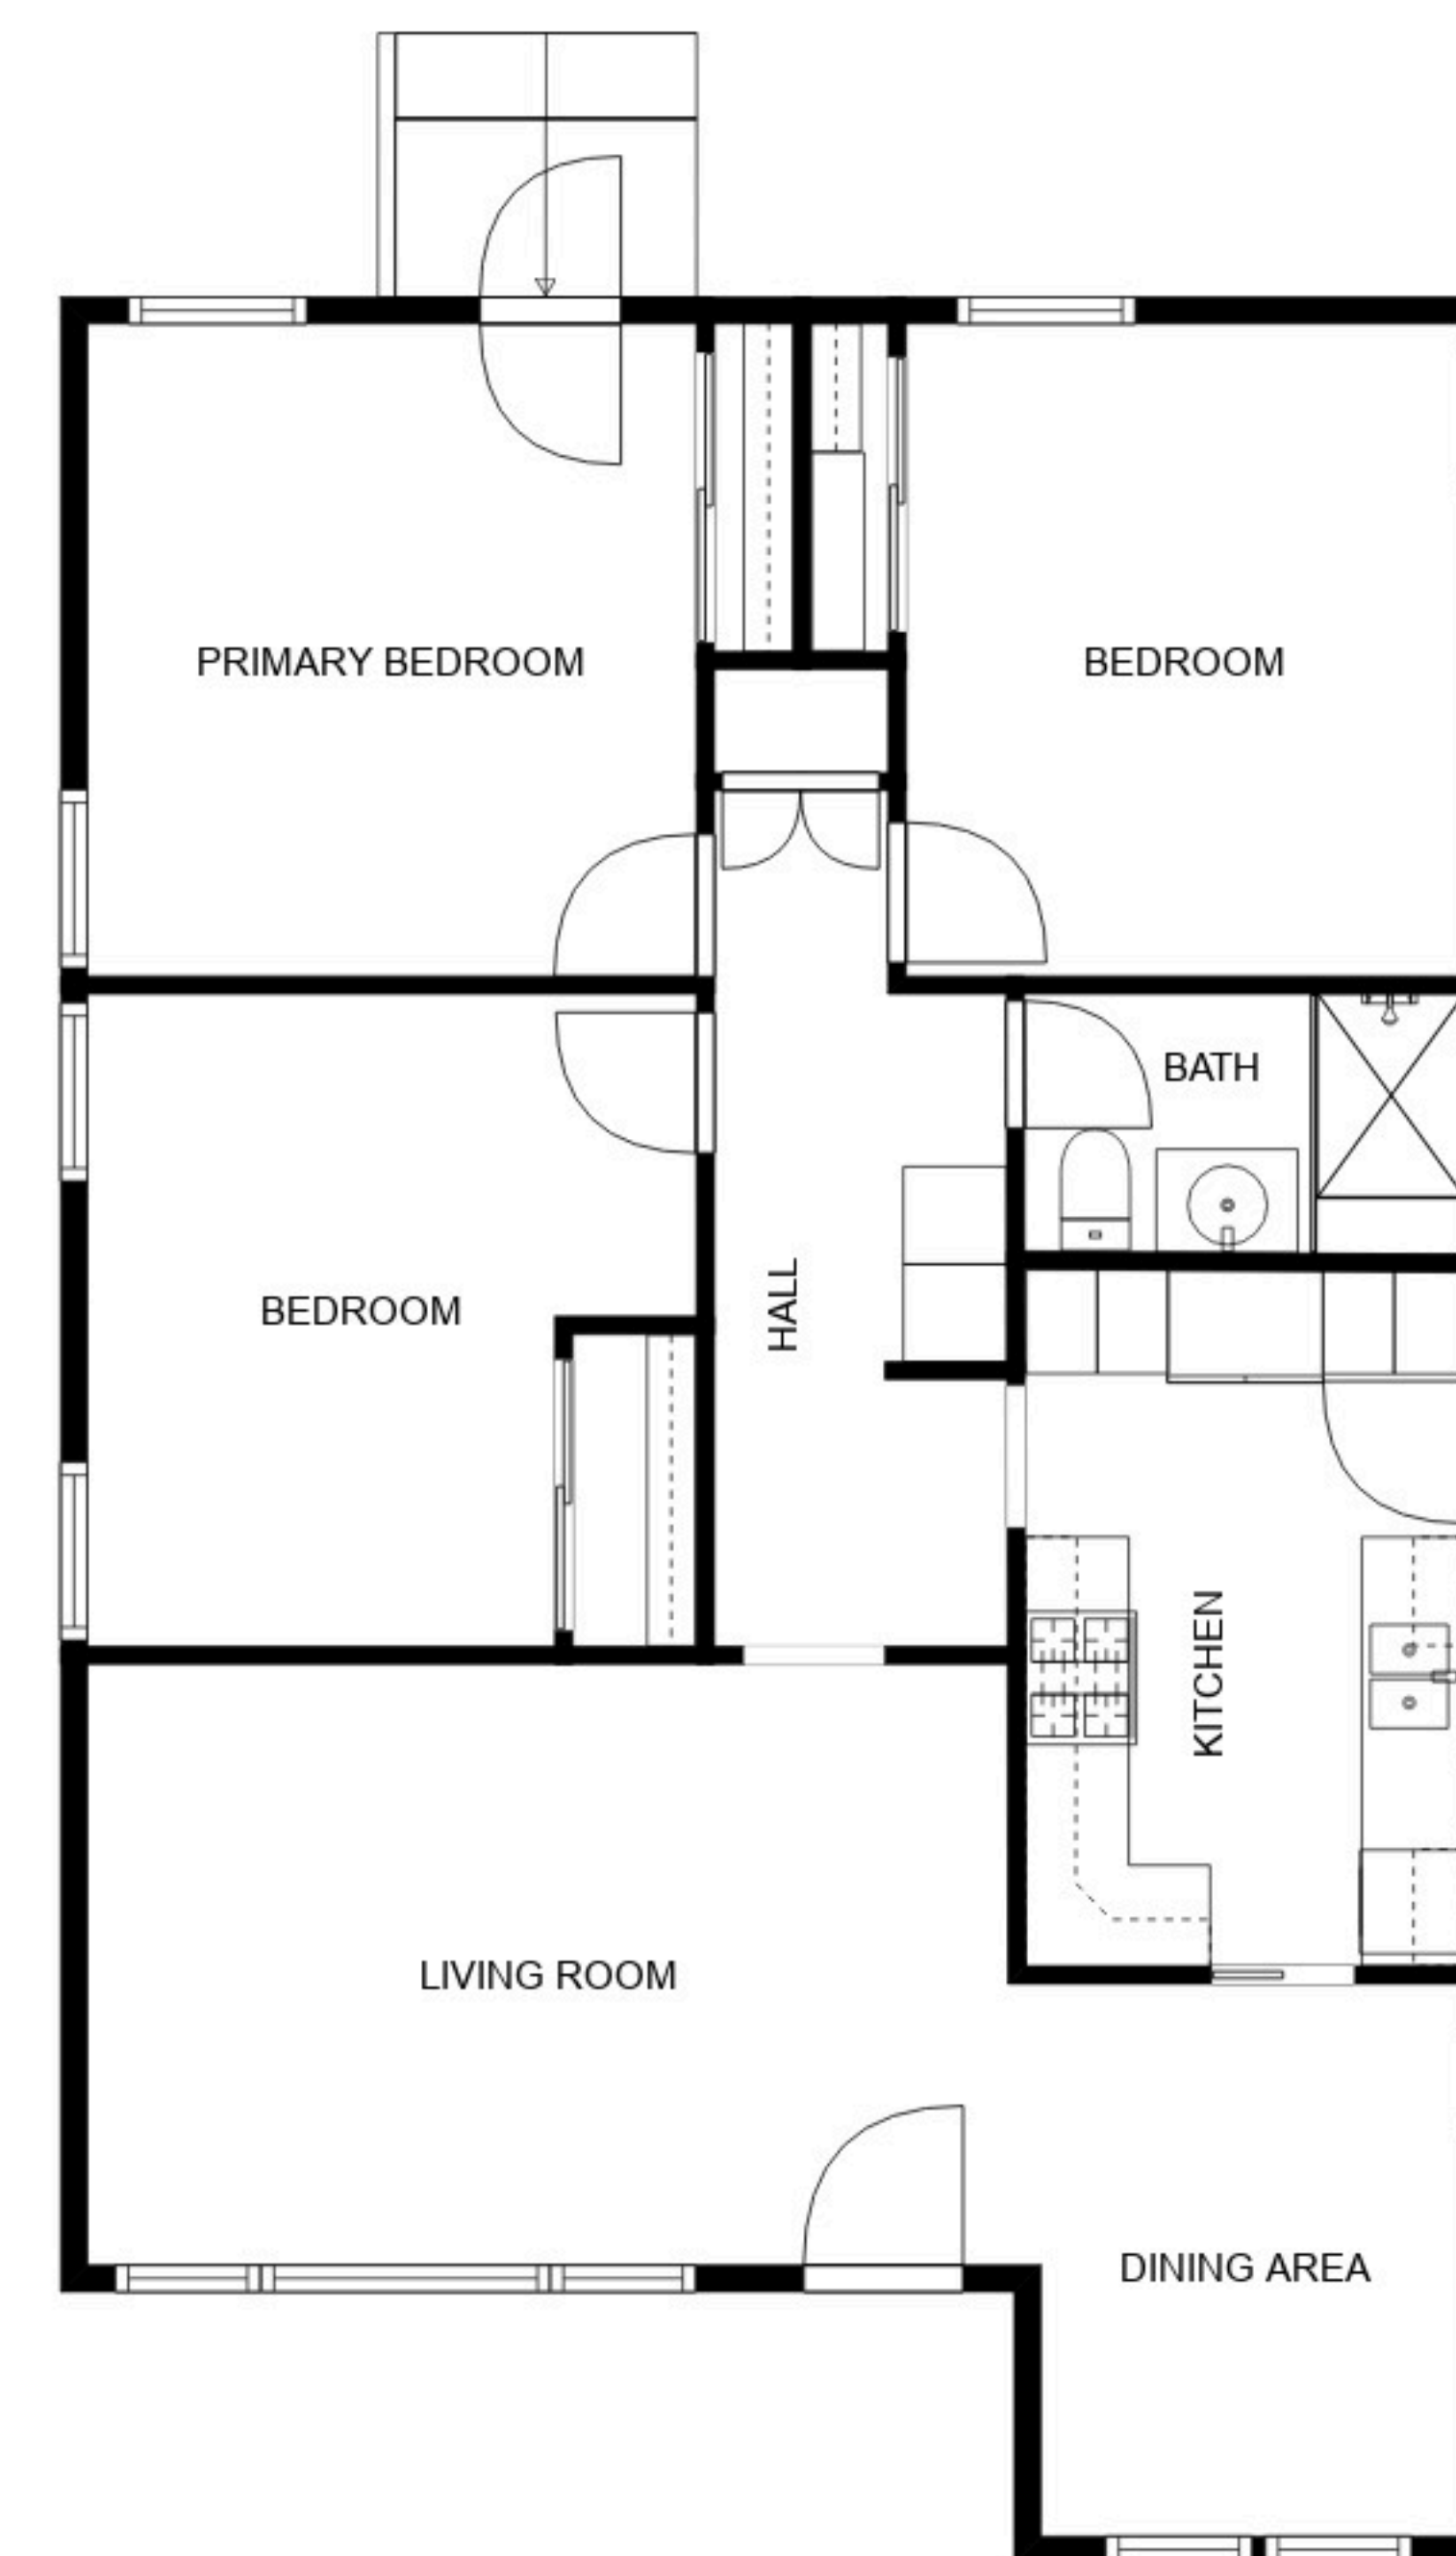 PRIMARY BEDROOM
BEDROOM
BATH
BEDROOM
HALL
KITCHEN
LIVING ROOM
DINING AREA